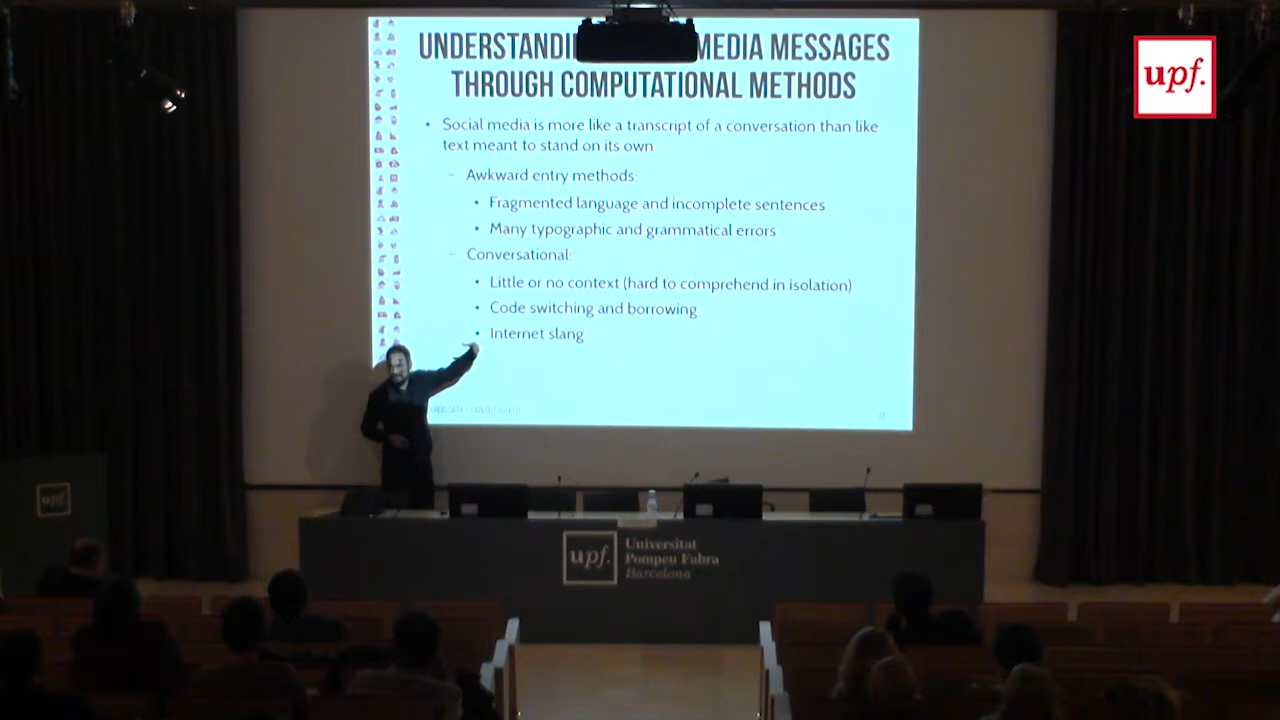 UNDERSTANDI MEDIA MESSAGES
THROUGH COMPUTATIONAL METHODS
upf.
• Social media is more like a transcript of a conversation than like
text meant to stand on its own
– Awkward entry methods:
• Fragmented language and incomplete sentences
• Many typographic and grammatical errors
– Conversational:
• Little or no context (hard to comprehend in isolation)
• Code switching and borrowing
• Internet slang
upf.
upf.
Universitat
Pompeu Fabra
Barcelona